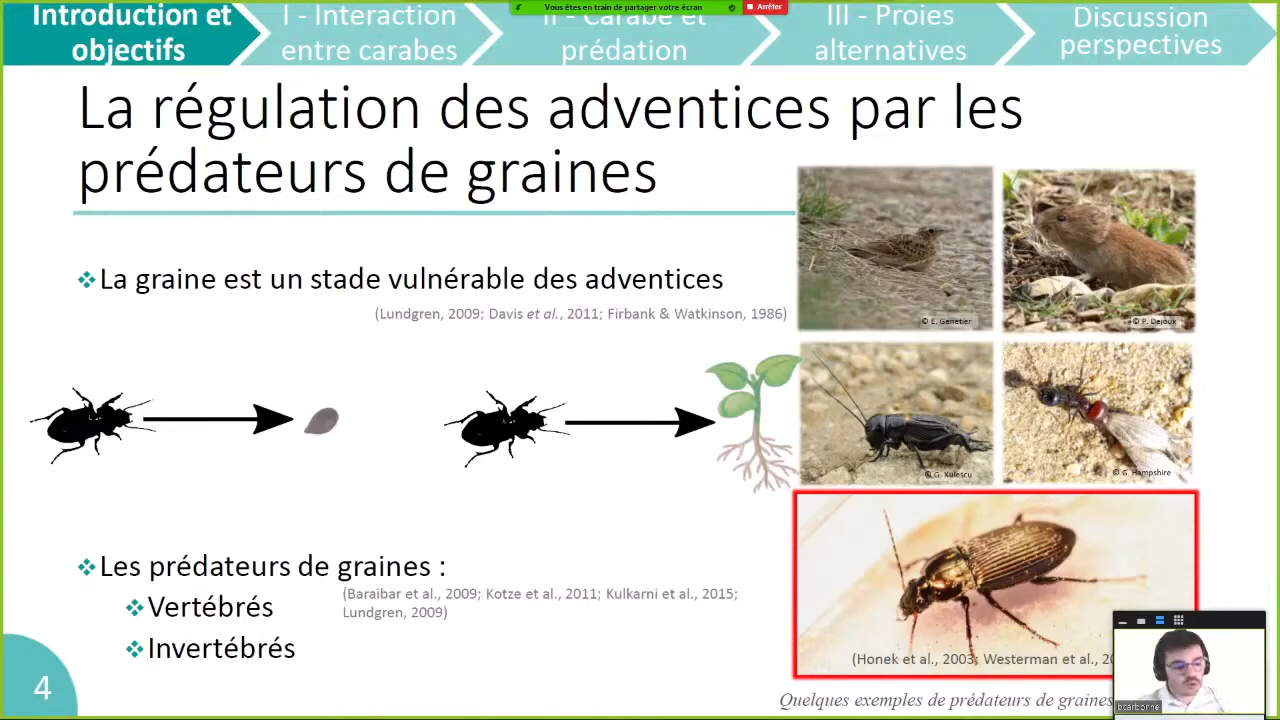 Introduction et
objectifs
I - Interaction
entre carabes
II - Carabe et
prédation
III - Proies
alternatives
Discussion
perspectives
Vous êtes en train de partager votre écran
Arrêter
La régulation des adventices par les
prédateurs de graines
La graine est un stade vulnérable des adventices
(Lundgren, 2009; Davis et al., 2011; Firbank & Watkinson, 1986)
© E. Genetier
© P. Dejoux
© G. Xulescu
© G. Hampshire
Les prédateurs de graines :
Vertébrés
Invertébrés
(Baraibar et al., 2009; Kotze et al., 2011; Kulkarni et al., 2015;
Lundgren, 2009)
(Honek et al., 2003; Westerman et al., 20
Quelques exemples de prédateurs de graines
bcarbonne
4